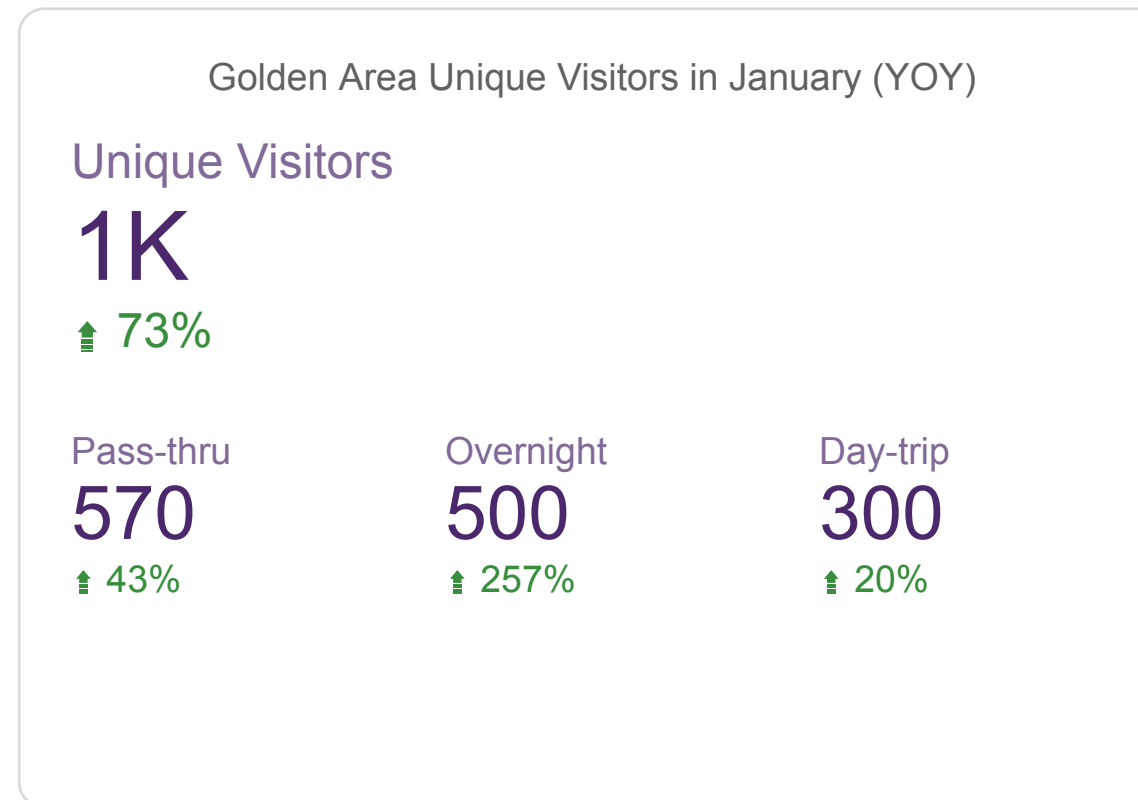 Golden Area Unique Visitors in January (YOY)
Unique Visitors
1K
73%
Pass-thru Overnight Day-trip
570 500 300
43% 257% 20%